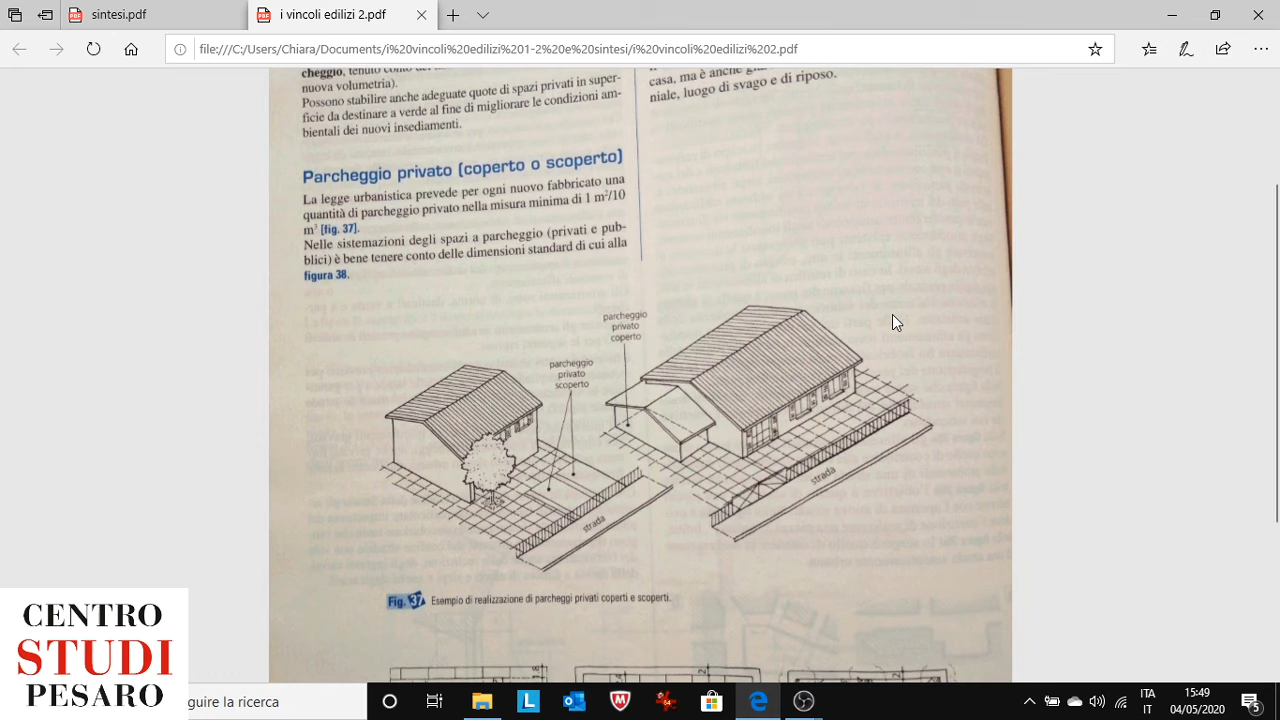 sintesi.pdf
i vincoli edilizi 2.pdf
file:///C:/Users/Chiara/Documents/i%20vincoli%20edilizi%201-2%20e%20sintesi/i%20vincoli%20edilizi%202.pdf
cheggio, tenuto conto
nuova volumetria).
Possono stabilire anche adeguate quote di spazi privati in super-
ficie da destinare a verde al fine di migliorare le condizioni am-
bientali dei nuovi insediamenti.
casa, ma è anche
niale, luogo di svago e di riposo.
Parcheggio privato (coperto o scoperto)
La legge urbanistica prevede per ogni nuovo fabbricato una
quantità di parcheggio privato nella misura minima di 1 m²/10
m³ [fig. 37].
Nelle sistemazioni degli spazi a parcheggio (privati e pub-
blici) è bene tenere conto delle dimensioni standard di cui alla
figura 38.
parcheggio
privato
coperto
parcheggio
privato
scoperto
strada
strada
Fig. 37 Esempio di realizzazione di parcheggi privati coperti e scoperti.
CENTRO
STUDI
PESARO
guire la ricerca
ITA
IT
04/05/2020
5